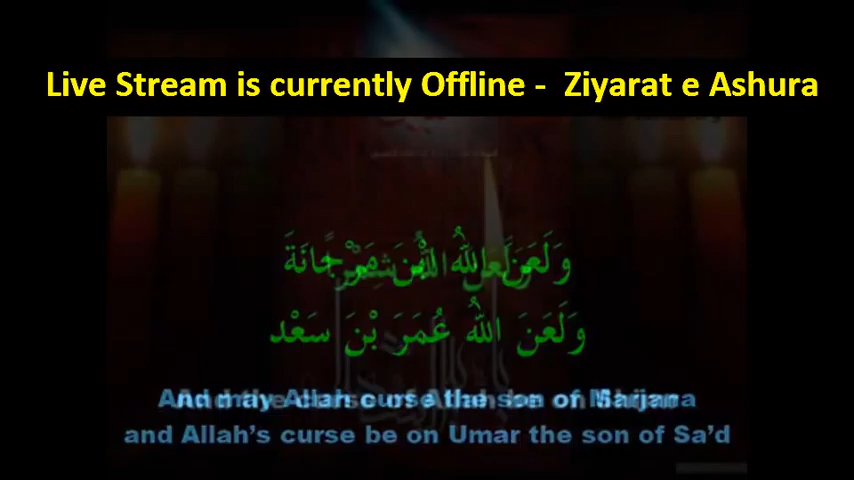 Live Stream is currently Offline - Ziyarat e Ashura
وَلَعَنَ اللهُ ابْنَ مَرْجَانَةَ
وَلَعَنَ اللهُ عُمَرَ بْنَ سَعْد
And may Allah curse the son of Marjana
and Allah’s curse be on Umar the son of Sa’d